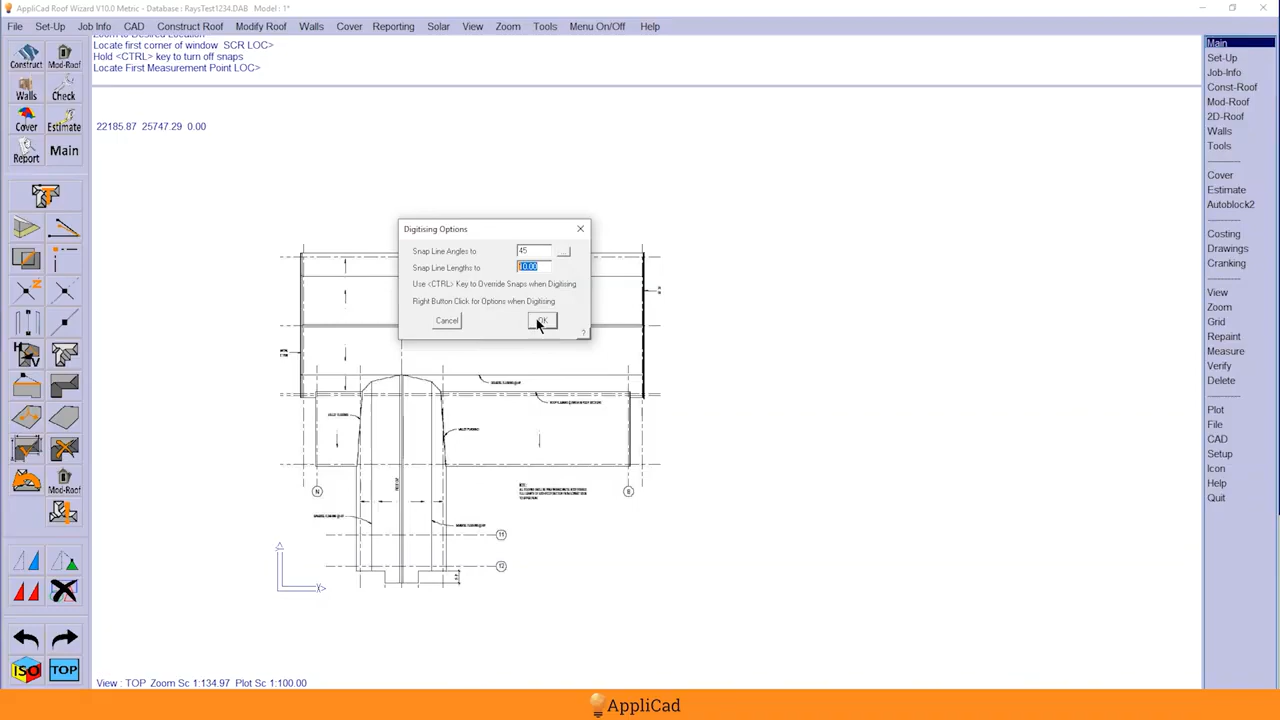 AppliCad Roof Wizard V10.0 Metric - Database : RaysTest1234.DAB Model : 1*
File Set-Up Job Info CAD Construct Roof Modify Roof Walls Cover Reporting Solar View Zoom Tools Menu On/Off Help
Locate first corner of window SCR LOC>
Hold <CTRL> key to turn off snaps
Locate First Measurement Point LOC>
22185.87 25747.29 0.00
Construct Mod-Roof
Walls Check
Cover Estimate
Report Main
Mod-Roof
ISO TOP
Digitising Options
Snap Line Angles to 45 ...
Snap Line Lengths to 10.00
Use <CTRL> Key to Override Snaps when Digitising
Right Button Click for Options when Digitising
Cancel OK
?
N
B
11
12
X>
View : TOP Zoom Sc 1:134.97 Plot Sc 1:100.00
Main
Set-Up
Job-Info
Const-Roof
Mod-Roof
2D-Roof
Walls
Tools
Cover
Estimate
Autoblock2
Costing
Drawings
Cranking
View
Zoom
Grid
Repaint
Measure
Verify
Delete
Plot
File
CAD
Setup
Icon
Help
Quit
AppliCad